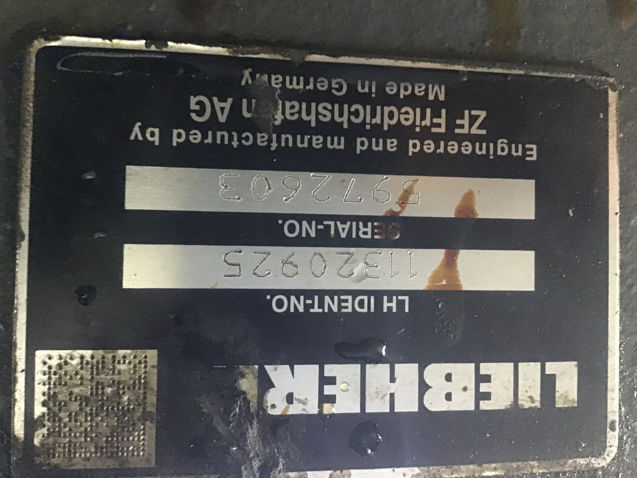 LIEBHERR
LH IDENT-NO.
11320925
SERIAL-NO.
5972603
Engineered and manufactured by
ZF Friedrichshafen AG
Made in Germany